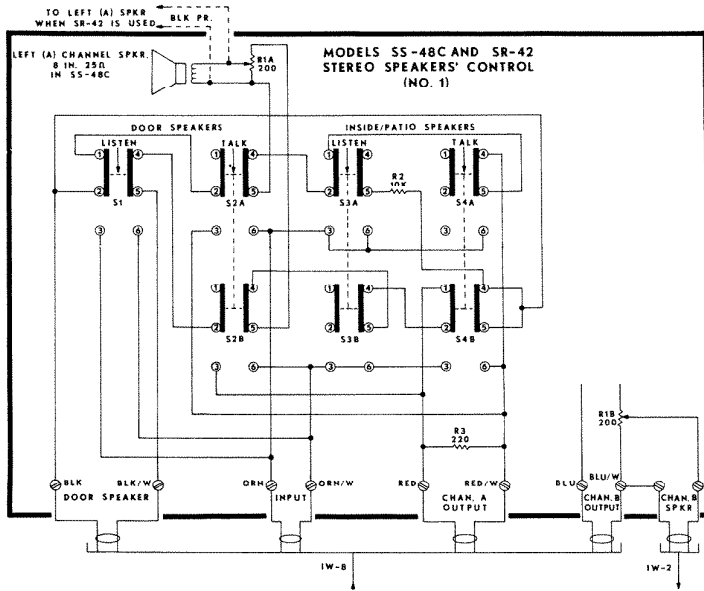 TO LEFT (A) SPKR
WHEN SR-42 IS USED
BLK PR.
LEFT (A) CHANNEL SPKR.
8 IN. 25Ω
IN SS-48C
R1A
200
MODELS SS-48C AND SR-42
STEREO SPEAKERS' CONTROL
(NO. 1)
DOOR SPEAKERS
INSIDE/PATIO SPEAKERS
LISTEN
TALK
LISTEN
TALK
1 4 1 4 1 4 1 4
R2
10K
2 5 2 5 2 5 2 5
S1 S2A S3A S4A
3 6 3 6 3 6 3 6
1 4 1 4 1 4
2 5 2 5 2 5
S2B S3B S4B
3 6 3 6 3 6
R3
220
R1B
200
BLK BLK/W ORN ORN/W RED RED/W BLU BLU/W
DOOR SPEAKER
INPUT
CHAN. A
OUTPUT
CHAN. B
OUTPUT
CHAN. B
SPKR
IW-8
IW-2